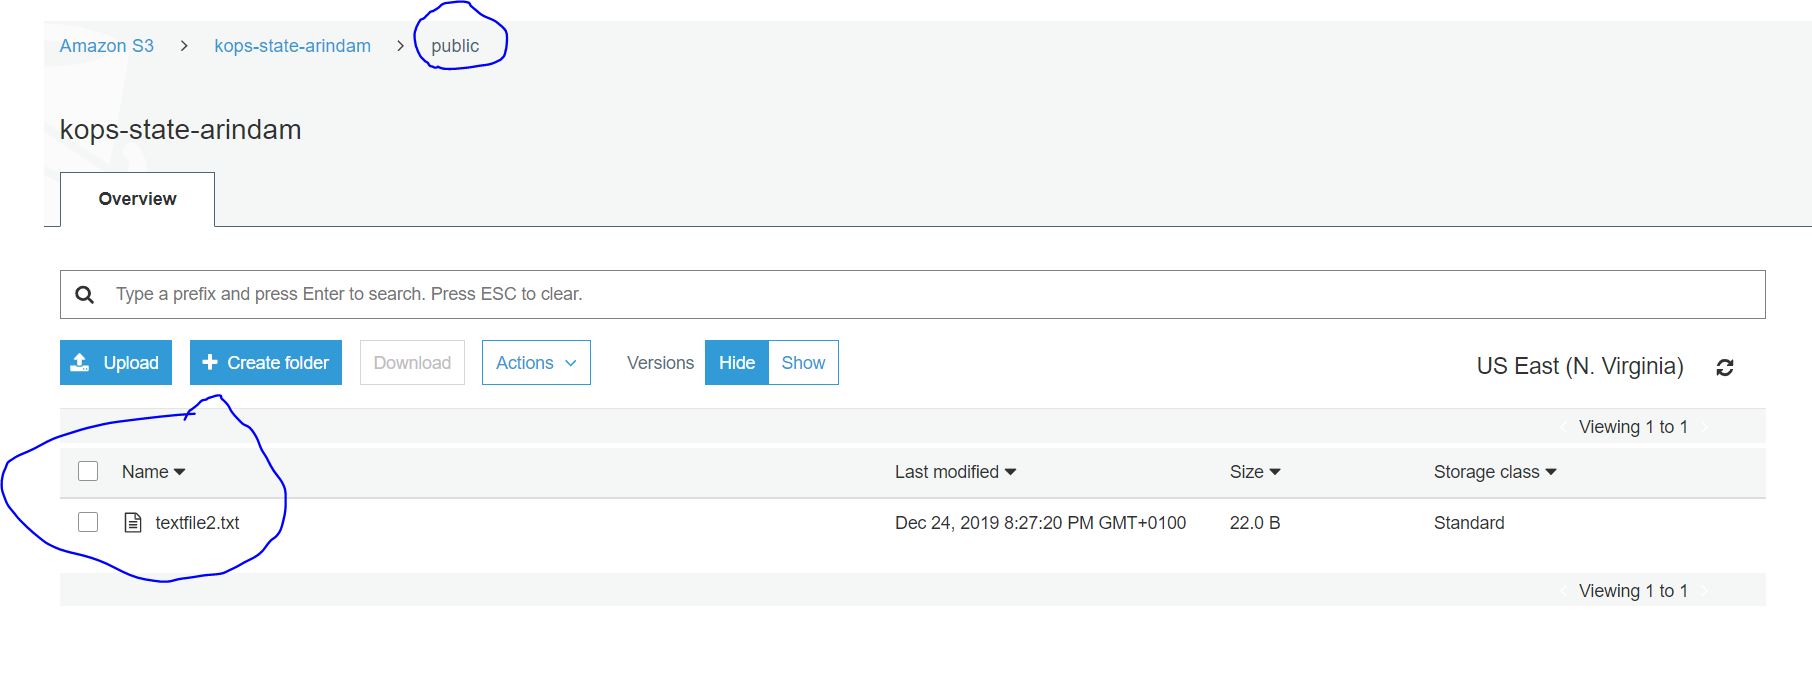 Amazon S3 > kops-state-arindam > public
kops-state-arindam
Overview
Type a prefix and press Enter to search. Press ESC to clear.
Upload + Create folder Download Actions Versions Hide Show US East (N. Virginia)
Viewing 1 to 1
Name Last modified Size Storage class
textfile2.txt Dec 24, 2019 8:27:20 PM GMT+0100 22.0 B Standard
Viewing 1 to 1